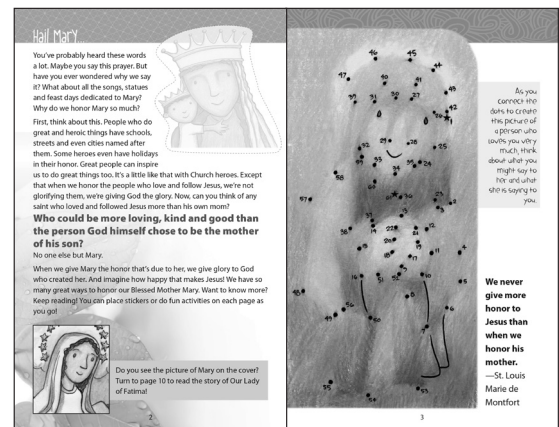 Hail Mary...
You've probably heard these words
a lot. Maybe you say this prayer. But
have you ever wondered why we say
it? What about all the songs, statues
and feast days dedicated to Mary?
Why do we honor Mary so much?
First, think about this. People who do
great and heroic things have schools,
streets and even cities named after
them. Some heroes even have holidays
in their honor. Great people can inspire
us to do great things too. It's a little like that with Church heroes. Except
that when we honor the people who love and follow Jesus, we're not
glorifying them, we're giving God the glory. Now, can you think of any
saint who loved and followed Jesus more than his own mom?
Who could be more loving, kind and good than
the person God himself chose to be the mother
of his son?
No one else but Mary.
When we give Mary the honor that's due to her, we give glory to God
who created her. And imagine how happy that makes Jesus! We have so
many great ways to honor our Blessed Mother Mary. Want to know more?
Keep reading! You can place stickers or do fun activities on each page as
you go!
Do you see the picture of Mary on the cover?
Turn to page 10 to read the story of Our Lady
of Fatima!
2
As you
connect the
dots to create
this picture of
a person who
loves you very
much, think
about what you
might say to
her and what
she is saying to
you.
We never
give more
honor to
Jesus than
when we
honor his
mother.
—St. Louis
Marie de
Montfort
3